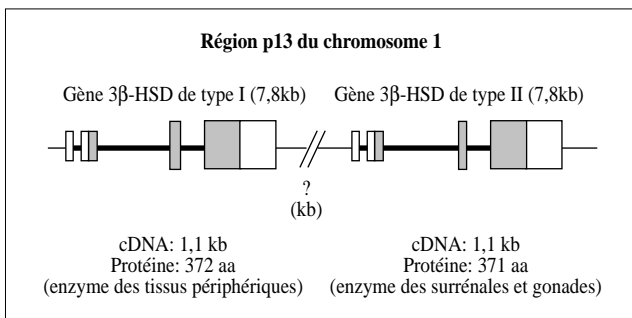 Région p13 du chromosome 1
Gène 3β-HSD de type I (7,8kb)
Gène 3β-HSD de type II (7,8kb)
?
(kb)
cDNA: 1,1 kb
Protéine: 372 aa
(enzyme des tissus périphériques)
cDNA: 1,1 kb
Protéine: 371 aa
(enzyme des surrénales et gonades)